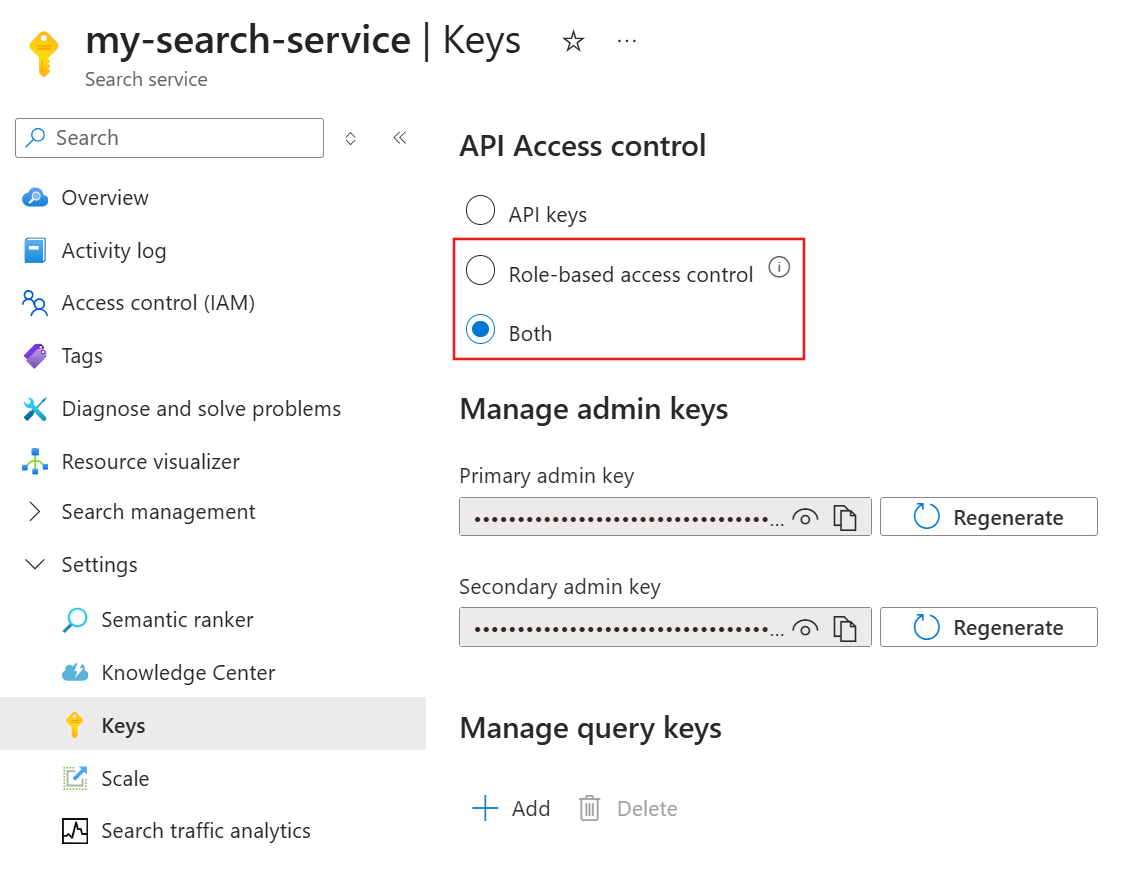 my-search-service | Keys
Search service
Search
Overview
Activity log
Access control (IAM)
Tags
Diagnose and solve problems
Resource visualizer
Search management
Settings
Semantic ranker
Knowledge Center
Keys
Scale
Search traffic analytics
API Access control
API keys
Role-based access control
Both
Manage admin keys
Primary admin key
Regenerate
Secondary admin key
Regenerate
Manage query keys
Add Delete